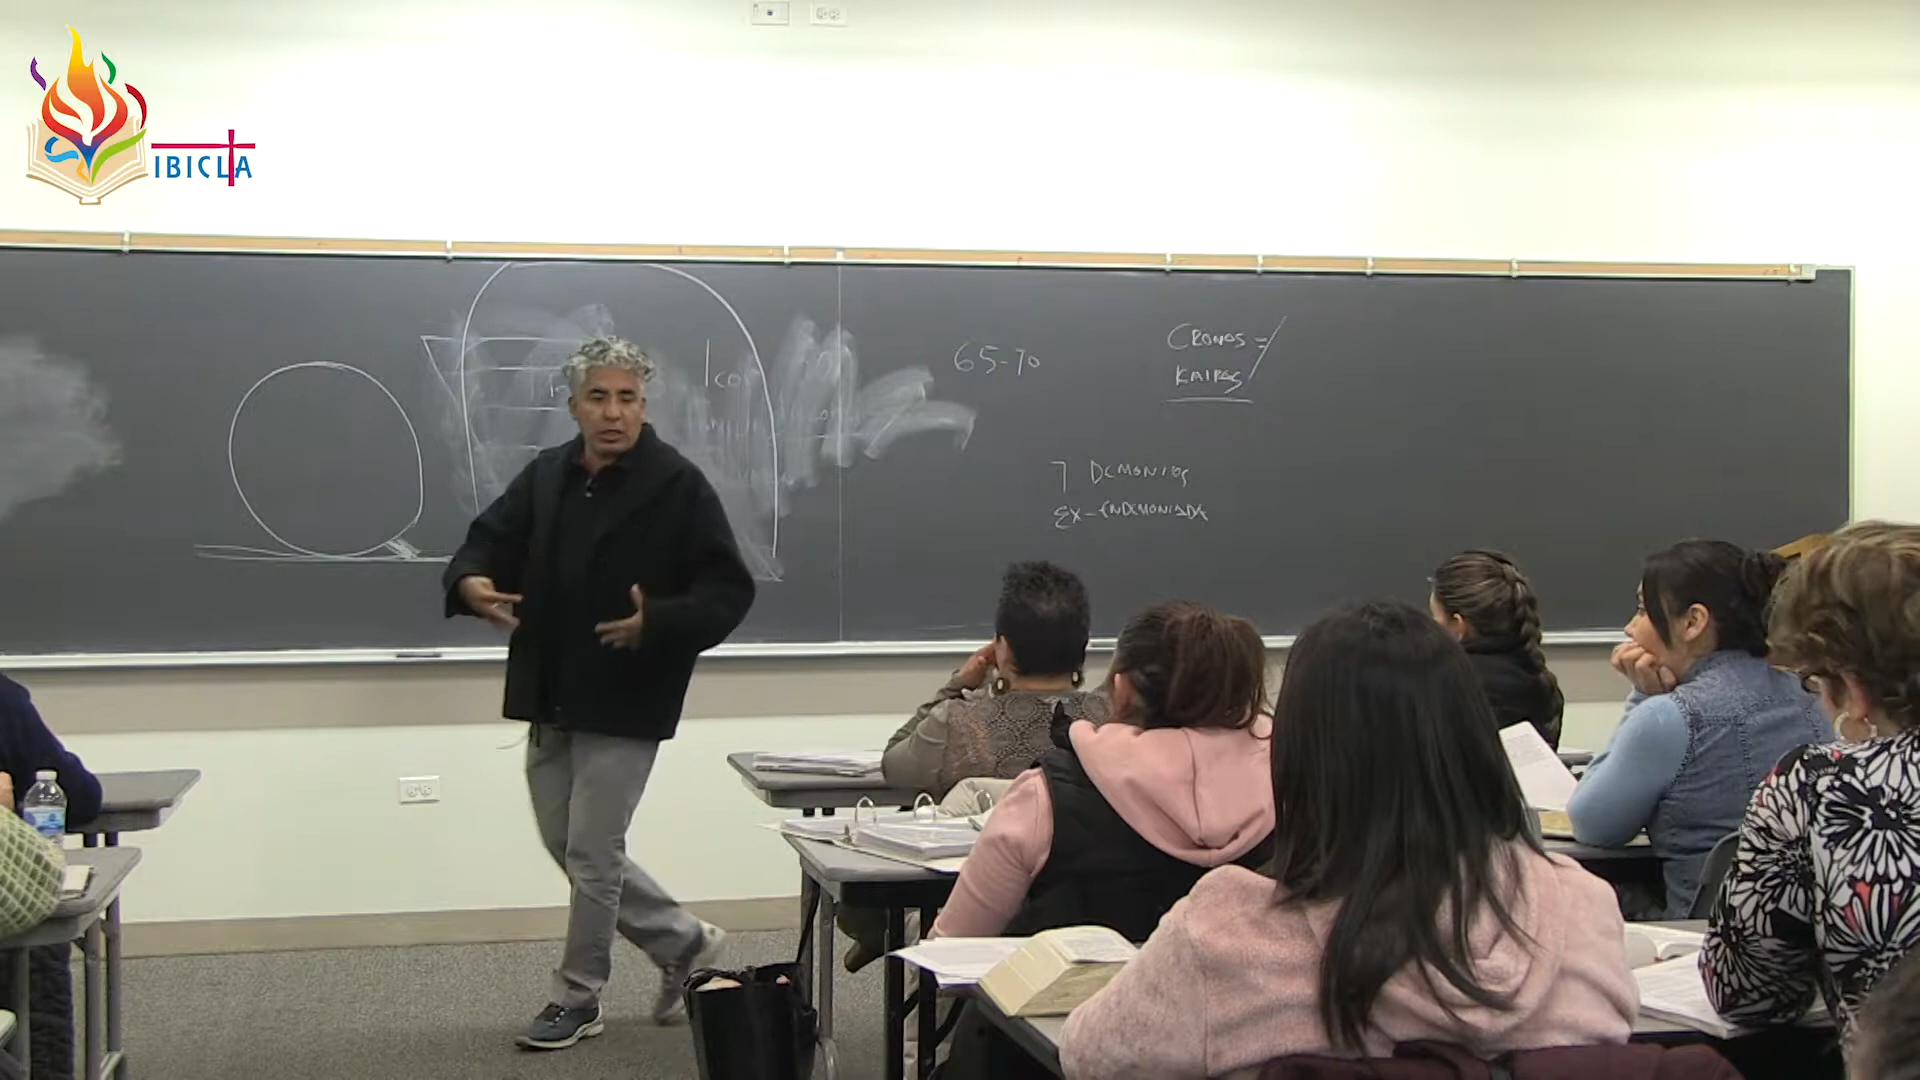 IBICLA
65-70
CRONOS =
KAIROS
7 DEMONIOS
EX-ENDEMONIADA